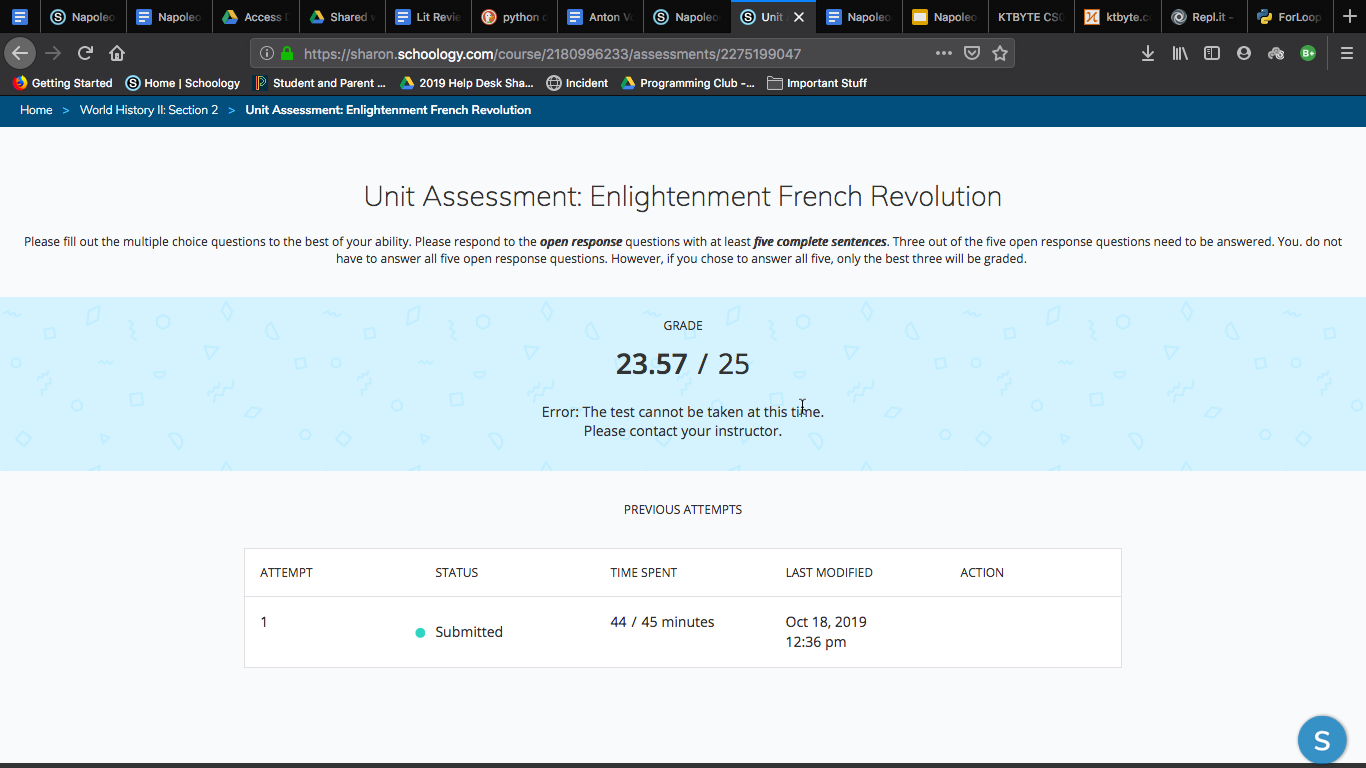 Napoleo
Napoleo
Access D
Shared w
Lit Revie
python c
Anton Vo
Napoleo
Unit
Napoleo
Napoleo
KTBYTE CSC
ktbyte.c
Repl.it -
ForLoop
https://sharon.schoology.com/course/2180996233/assessments/2275199047
Getting Started
Home | Schoology
Student and Parent ...
2019 Help Desk Sha...
Incident
Programming Club -...
Important Stuff
Home > World History II: Section 2 > Unit Assessment: Enlightenment French Revolution
Unit Assessment: Enlightenment French Revolution
Please fill out the multiple choice questions to the best of your ability. Please respond to the open response questions with at least five complete sentences. Three out of the five open response questions need to be answered. You. do not
have to answer all five open response questions. However, if you chose to answer all five, only the best three will be graded.
GRADE
23.57 / 25
Error: The test cannot be taken at this time.
Please contact your instructor.
PREVIOUS ATTEMPTS
ATTEMPT STATUS TIME SPENT LAST MODIFIED ACTION
1 Submitted 44 / 45 minutes Oct 18, 2019
12:36 pm
S